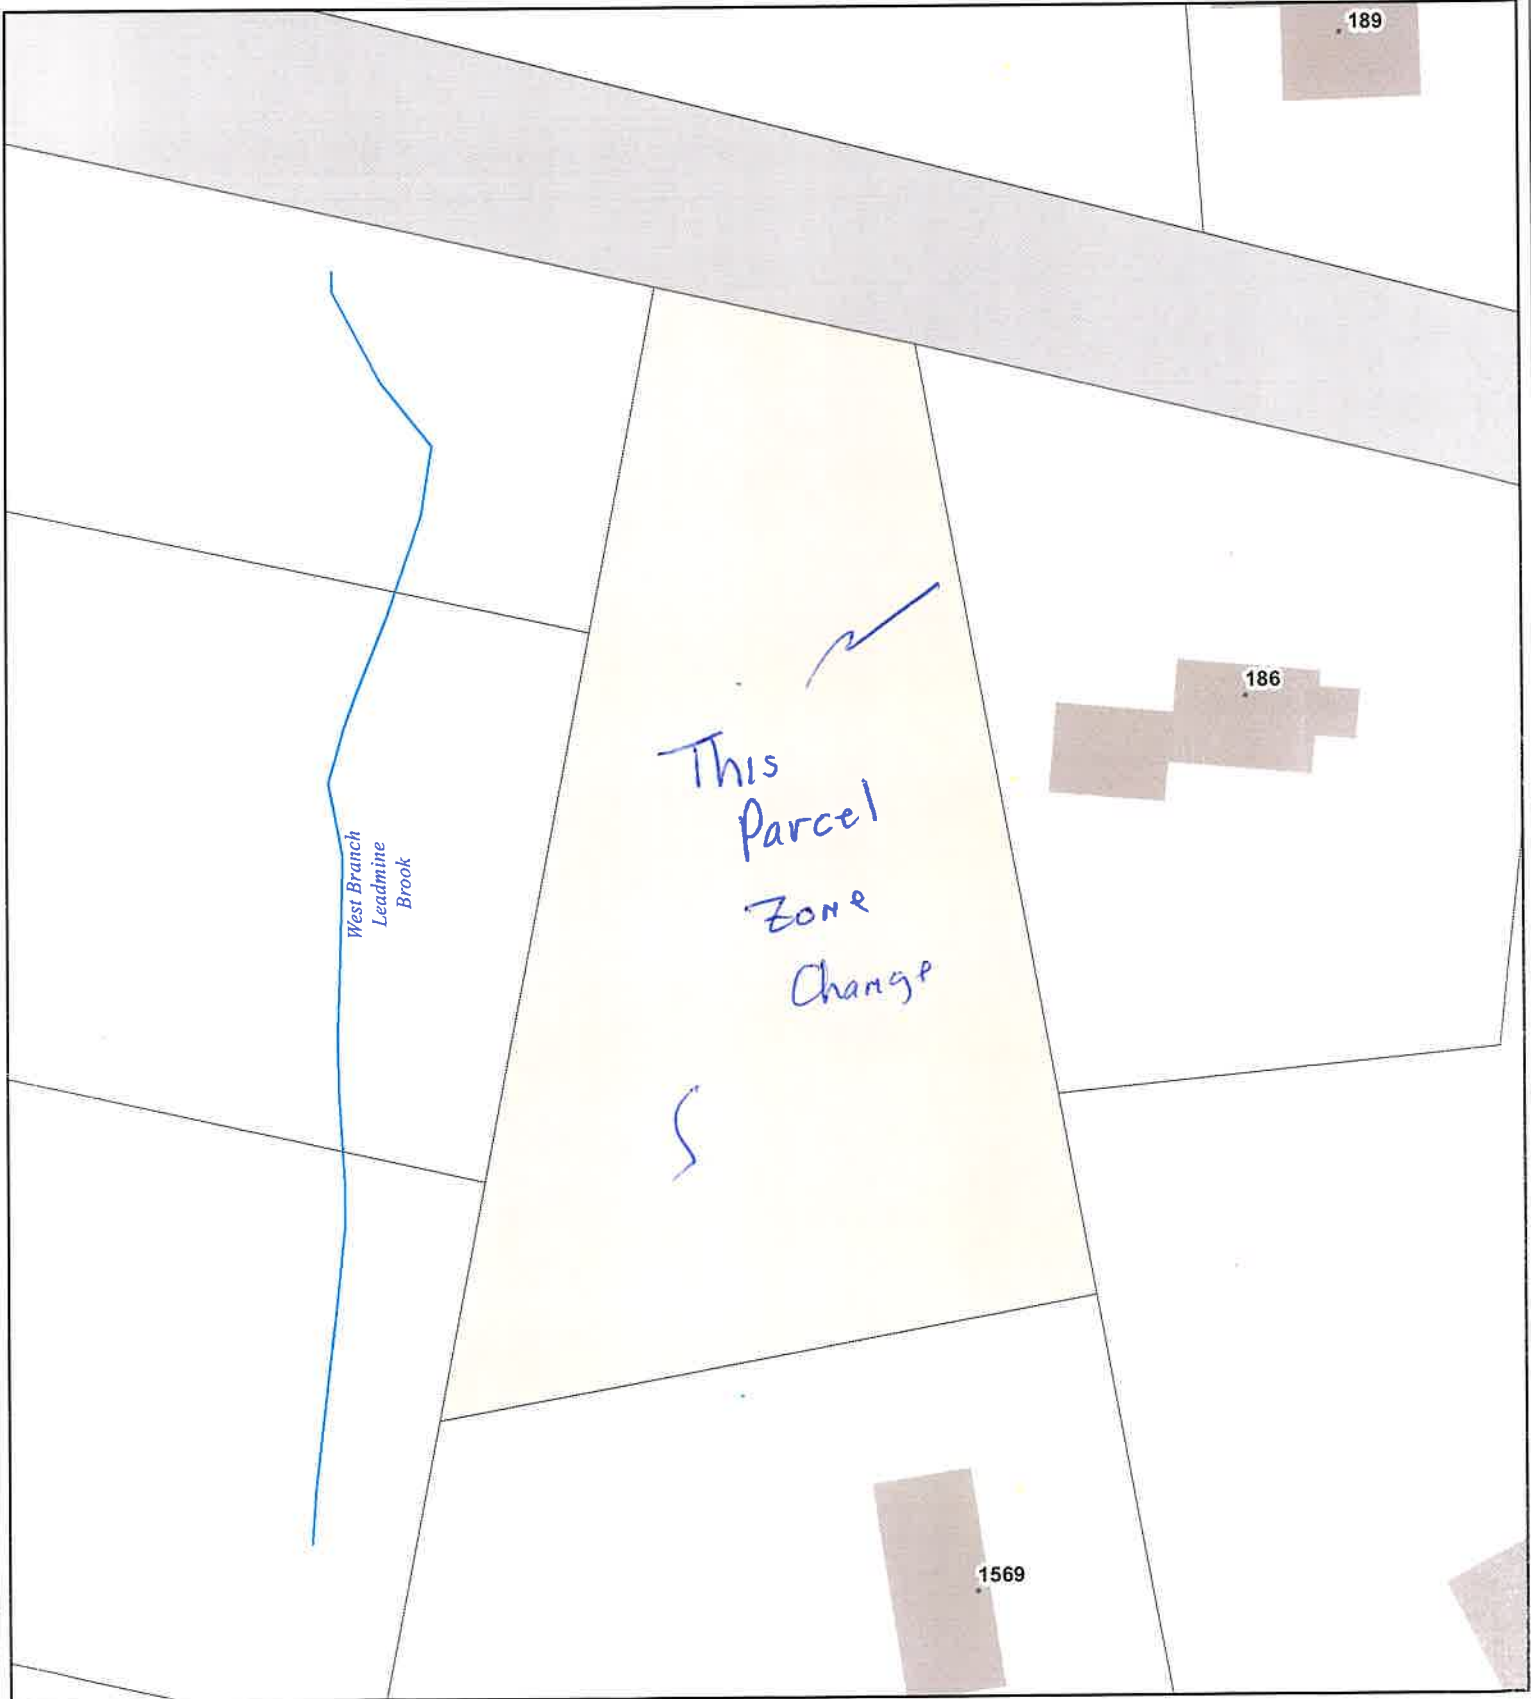 189
186
This
Parcel
Zone
Change
West Branch
Leadmine
Brook
1569